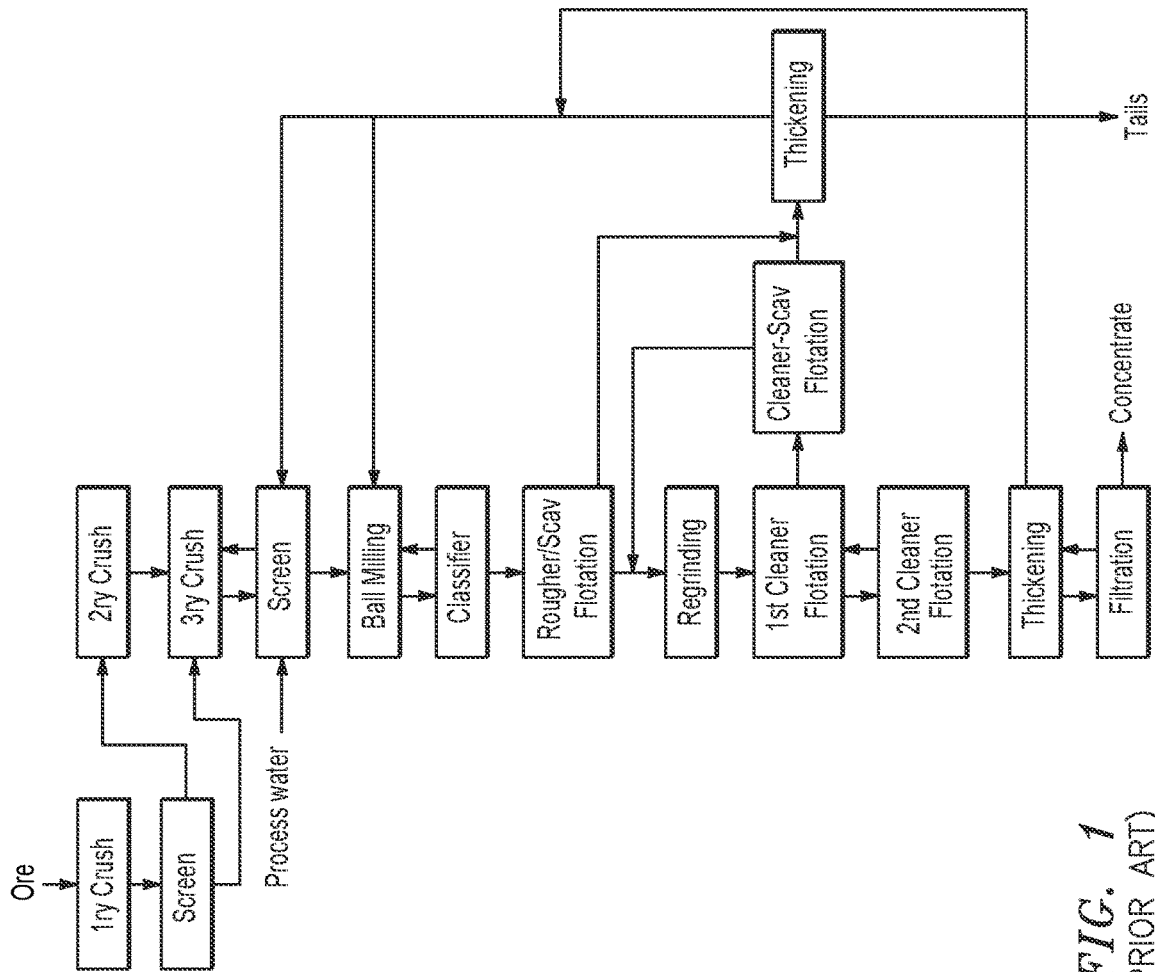 Ore
1ry Crush
Screen
Process water
2ry Crush
3ry Crush
Screen
Ball Milling
Classifier
Rougher/Scav
Flotation
Regrinding
1st Cleaner
Flotation
2nd Cleaner
Flotation
Thickening
Filtration
Concentrate
Cleaner-Scav
Flotation
Thickening
Tails
FIG. 1
PRIOR ART)